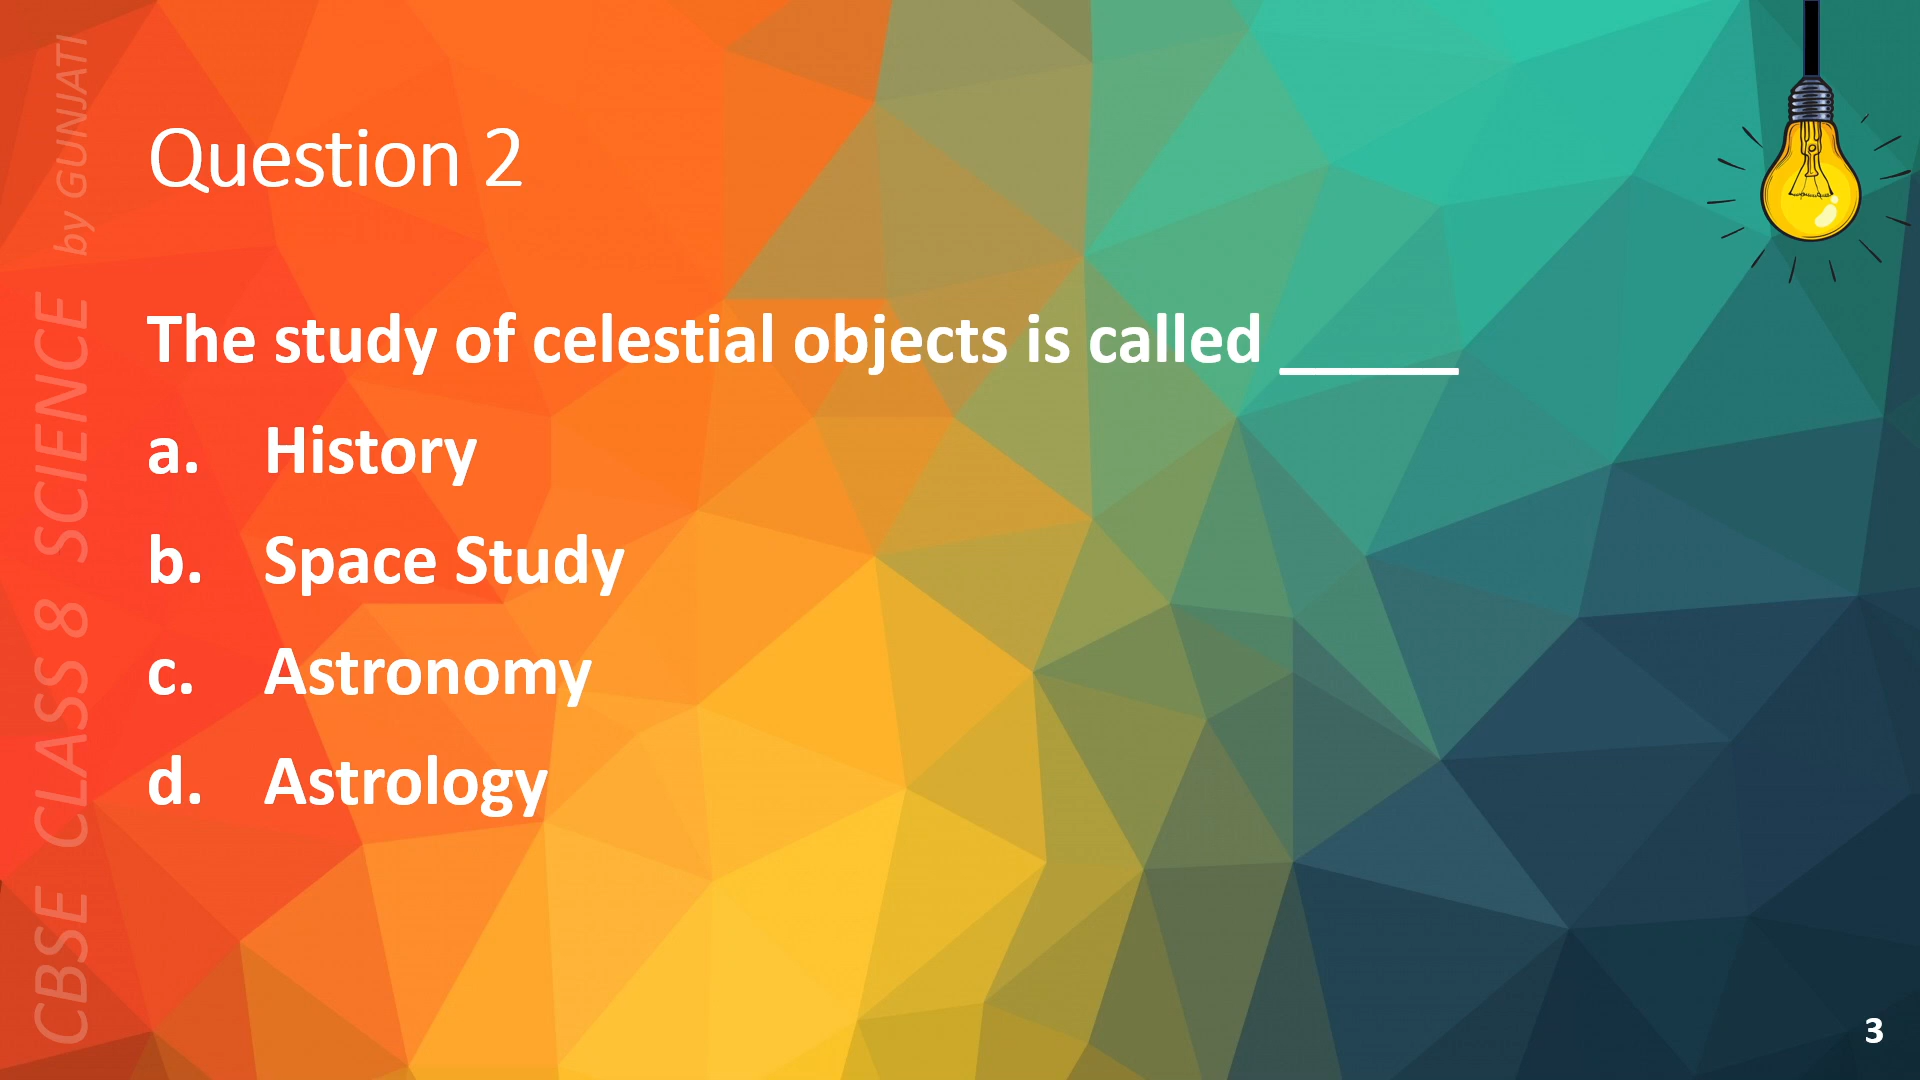 Question 2
The study of celestial objects is called ______
a. History
b. Space Study
c. Astronomy
d. Astrology
CBSE CLASS 8 SCIENCE by GUNJATI
3